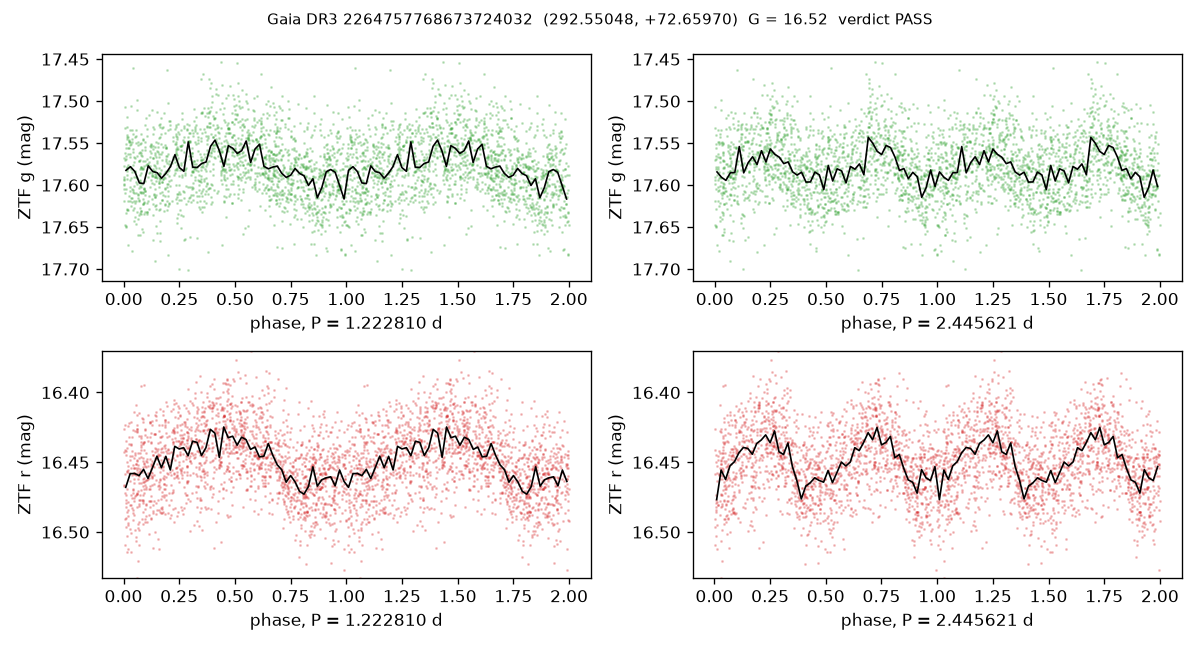 Gaia DR3 2264757768673724032  (292.55048, +72.65970)  G = 16.52  verdict PASS
ZTF g (mag)
17.45
17.50
17.55
17.60
17.65
17.70
0.00 0.25 0.50 0.75 1.00 1.25 1.50 1.75 2.00
phase, P = 1.222810 d
ZTF g (mag)
17.45
17.50
17.55
17.60
17.65
17.70
0.00 0.25 0.50 0.75 1.00 1.25 1.50 1.75 2.00
phase, P = 2.445621 d
ZTF r (mag)
16.40
16.45
16.50
0.00 0.25 0.50 0.75 1.00 1.25 1.50 1.75 2.00
phase, P = 1.222810 d
ZTF r (mag)
16.40
16.45
16.50
0.00 0.25 0.50 0.75 1.00 1.25 1.50 1.75 2.00
phase, P = 2.445621 d